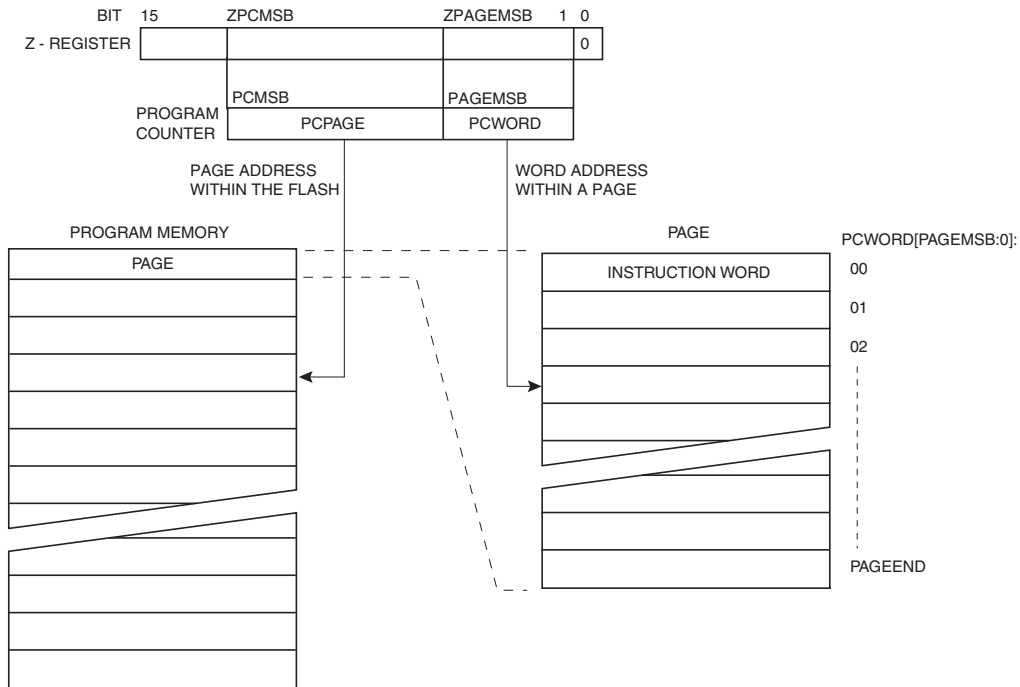 BIT 15 ZPCMSB ZPAGEMSB 1 0
Z - REGISTER 0
PCMSB PAGEMSB
PROGRAM
COUNTER
PCPAGE PCWORD
PAGE ADDRESS
WITHIN THE FLASH
WORD ADDRESS
WITHIN A PAGE
PROGRAM MEMORY
PAGE
PAGE
INSTRUCTION WORD
PCWORD[PAGEMSB:0]:
00
01
02
PAGEEND